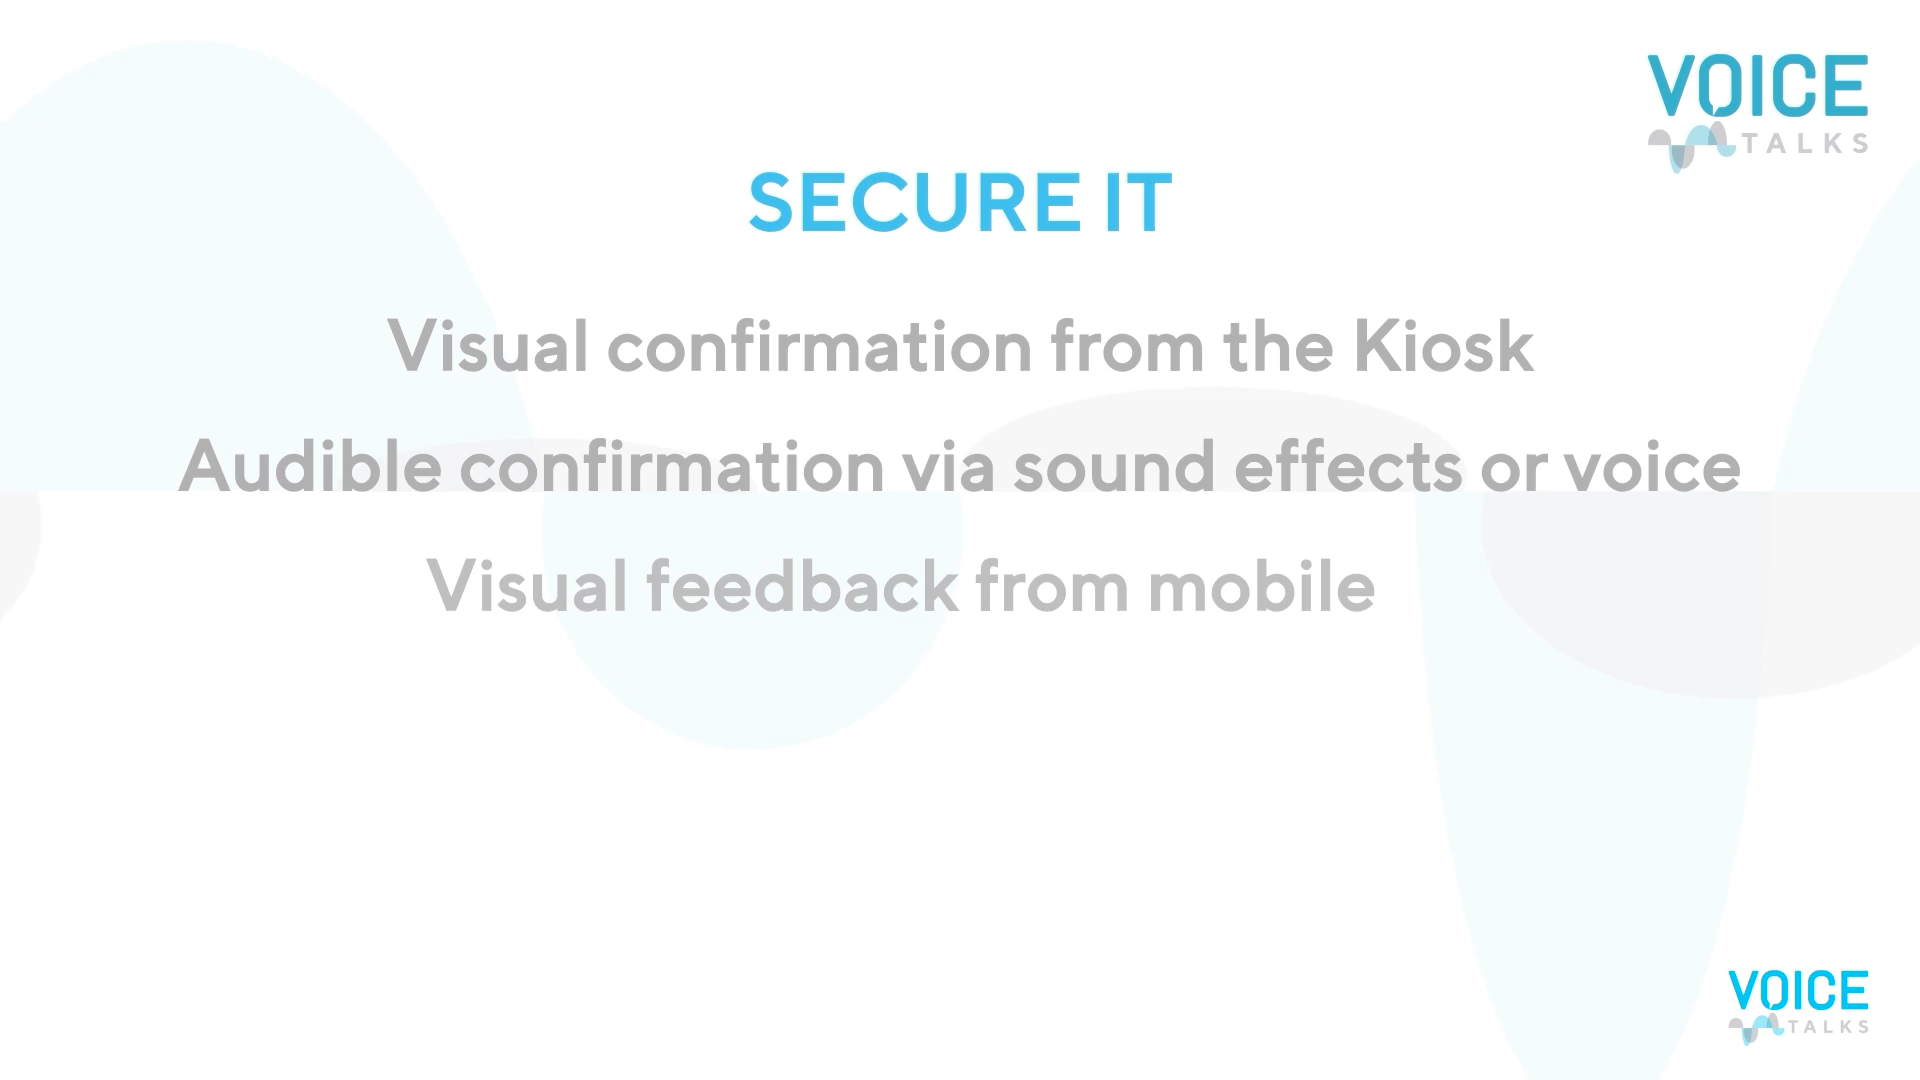 VOICE
TALKS
SECURE IT
Visual confirmation from the Kiosk
Audible confirmation via sound effects or voice
Visual feedback from mobile
VOICE
TALKS